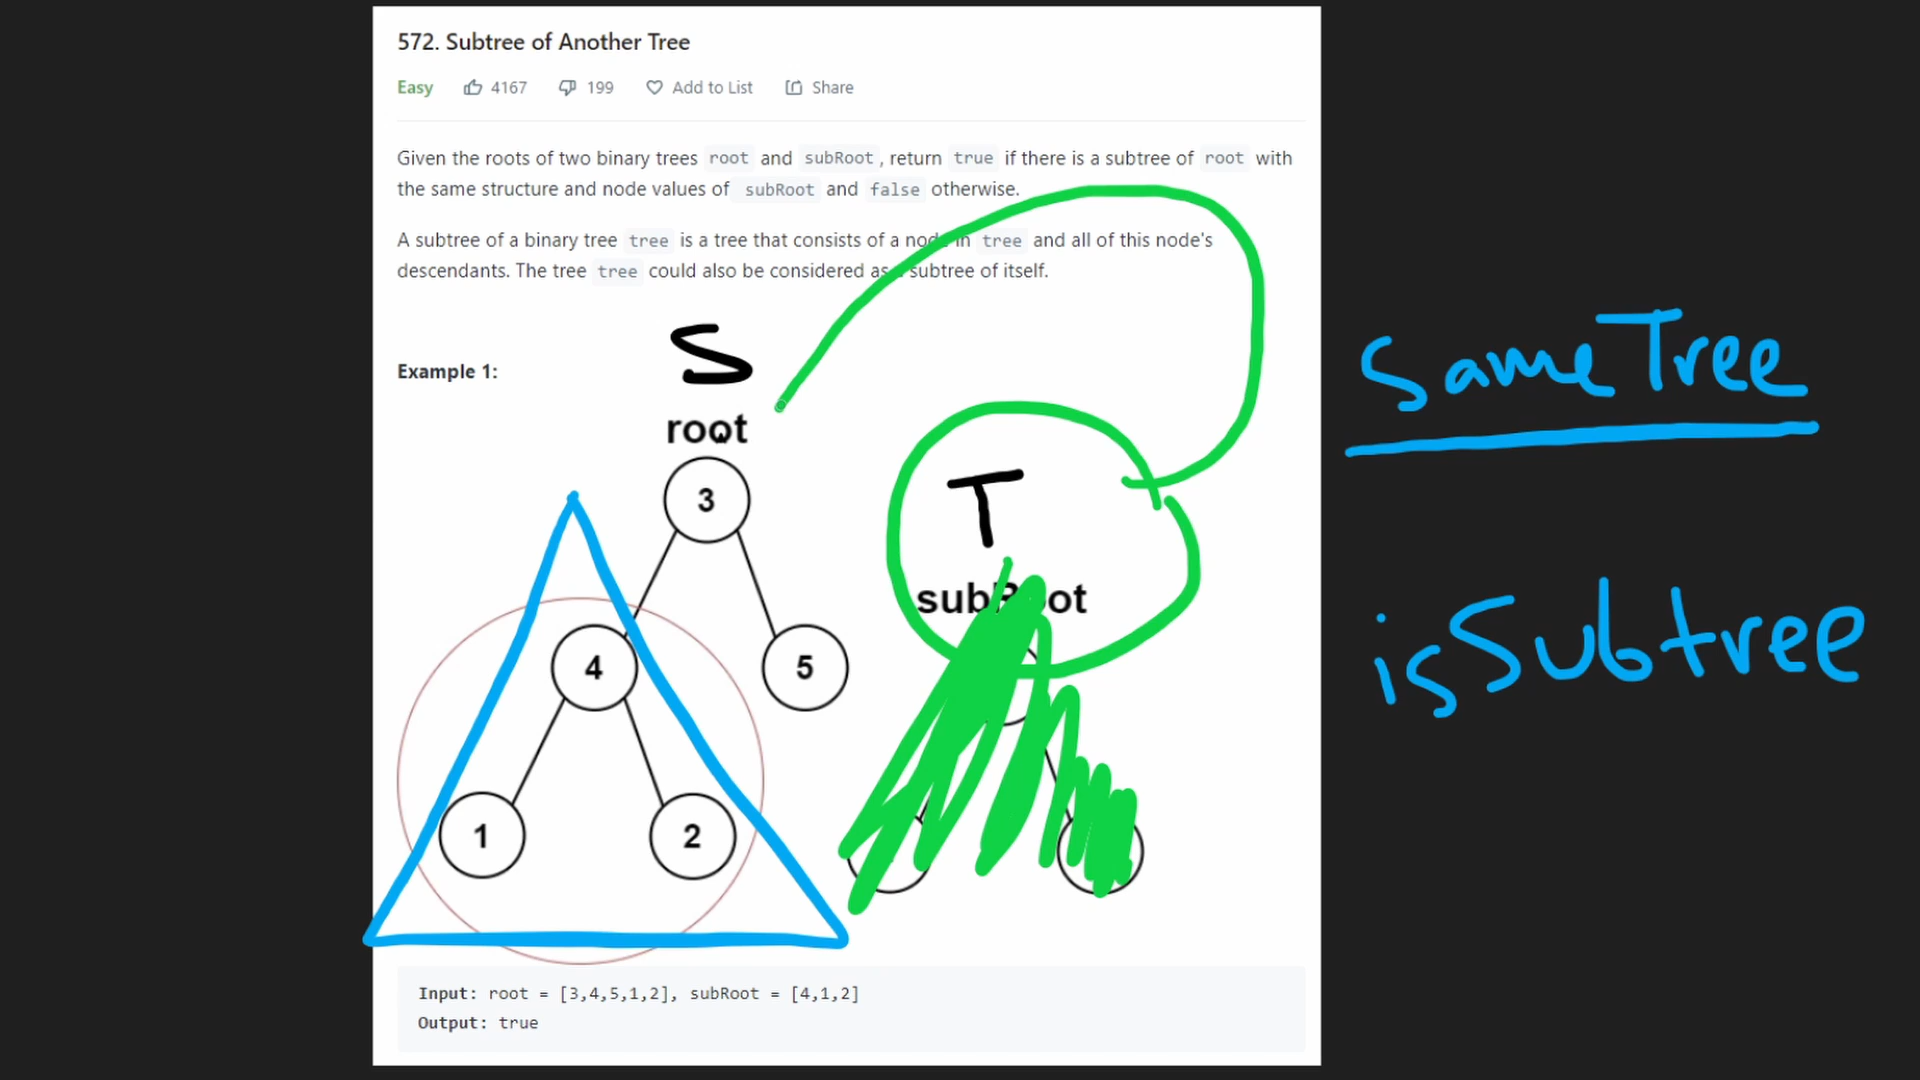 572. Subtree of Another Tree
Easy 4167 199 Add to List Share
Given the roots of two binary trees root and subRoot, return true if there is a subtree of root with
the same structure and node values of subRoot and false otherwise.
A subtree of a binary tree tree is a tree that consists of a node in tree and all of this node's
descendants. The tree tree could also be considered as a subtree of itself.
S
Example 1:
root
3
T
subRoot
4
5
1
2
Input: root = [3,4,5,1,2], subRoot = [4,1,2]
Output: true
sameTree
isSubtree